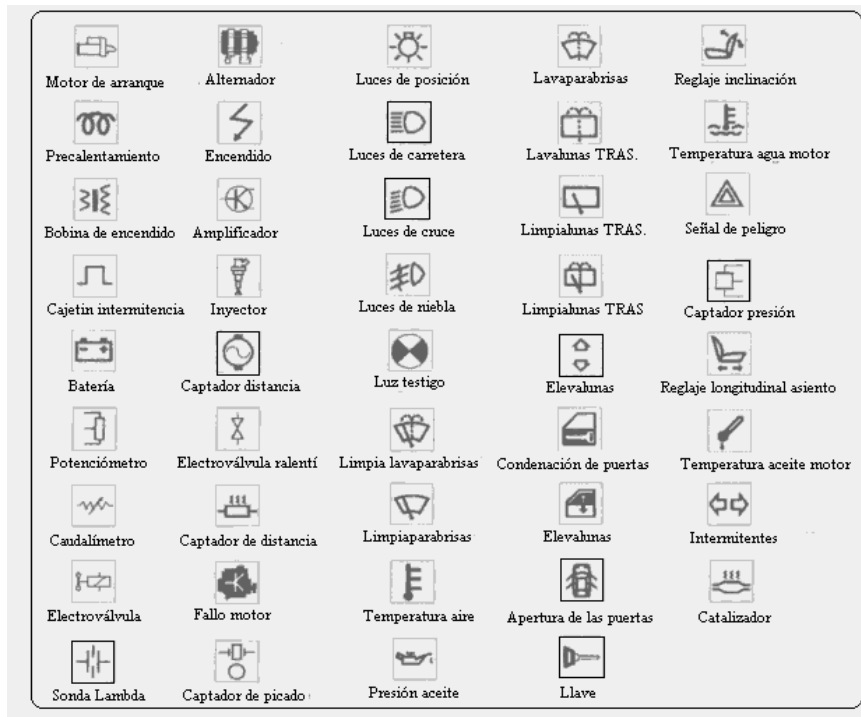 Motor de arranque
Alternador
Luces de posición
Lavaparabrisas
Reglaje inclinación
Precalentamiento
Encendido
Luces de carretera
Lavalunas TRAS.
Temperatura agua motor
Bobina de encendido
Amplificador
Luces de cruce
Limpialunas TRAS.
Señal de peligro
Cajetin intermitencia
Inyector
Luces de niebla
Limpialunas TRAS
Captador presión
Batería
Captador distancia
Luz testigo
Elevalunas
Reglaje longitudinal asiento
Potenciómetro
Electroválvula ralentí
Limpia lavaparabrisas
Condenación de puertas
Temperatura aceite motor
Caudalímetro
Captador de distancia
Limpiaparabrisas
Elevalunas
Intermitentes
Electroválvula
Fallo motor
Temperatura aire
Apertura de las puertas
Catalizador
Sonda Lambda
Captador de picado
Presión aceite
Llave